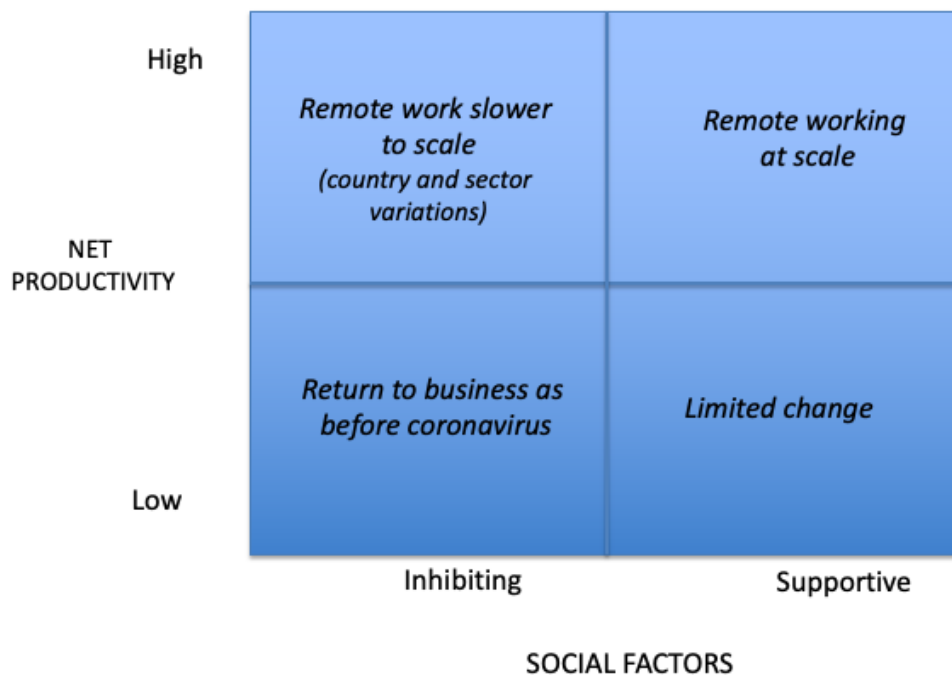 High
Remote work slower
to scale
(country and sector
variations)
Remote working
at scale
NET
PRODUCTIVITY
Return to business as
before coronavirus
Limited change
Low
Inhibiting
Supportive
SOCIAL FACTORS